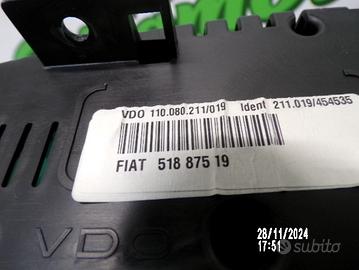 VDO 110.080.211/019 Ident 211.019/454535
FIAT 518 875 19
VDO
28/11/2024
17:51
subito